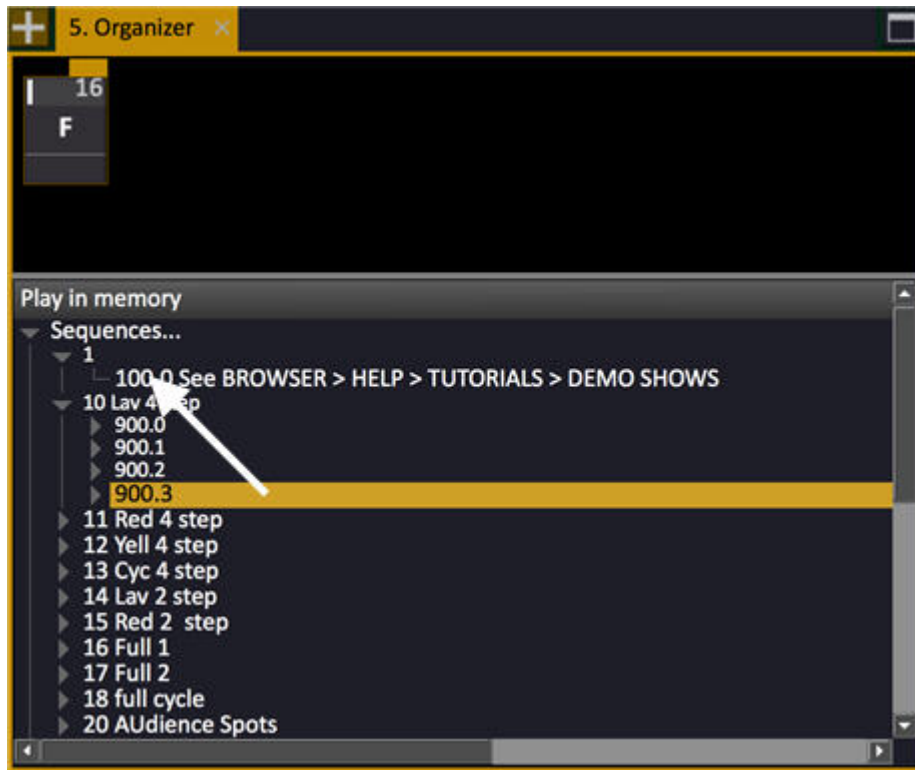 5. Organizer
16
F
Play in memory
Sequences...
1
100.0 See BROWSER > HELP > TUTORIALS > DEMO SHOWS
10 Lav 4 step
900.0
900.1
900.2
900.3
11 Red 4 step
12 Yell 4 step
13 Cyc 4 step
14 Lav 2 step
15 Red 2  step
16 Full 1
17 Full 2
18 full cycle
20 AUdience Spots